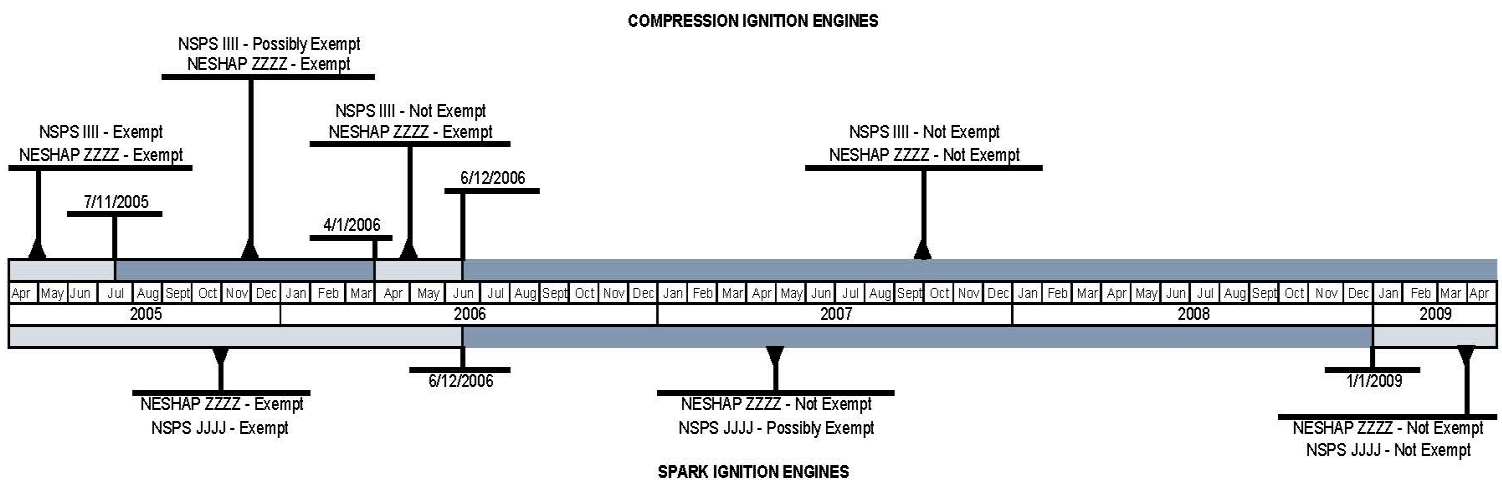 COMPRESSION IGNITION ENGINES
NSPS IIII - Possibly Exempt
NESHAP ZZZZ - Exempt
NSPS IIII - Not Exempt
NESHAP ZZZZ - Exempt
NSPS IIII - Exempt
NESHAP ZZZZ - Exempt
NSPS IIII - Not Exempt
NESHAP ZZZZ - Not Exempt
6/12/2006
7/11/2005
4/1/2006
Apr May Jun Jul Aug Sept Oct Nov Dec Jan Feb Mar Apr May Jun Jul Aug Sept Oct Nov Dec Jan Feb Mar Apr May Jun Jul Aug Sept Oct Nov Dec Jan Feb Mar Apr May Jun Jul Aug Sept Oct Nov Dec Jan Feb Mar Apr
2005 2006 2007 2008 2009
6/12/2006
1/1/2009
NESHAP ZZZZ - Exempt
NSPS JJJJ - Exempt
NESHAP ZZZZ - Not Exempt
NSPS JJJJ - Possibly Exempt
NESHAP ZZZZ - Not Exempt
NSPS JJJJ - Not Exempt
SPARK IGNITION ENGINES